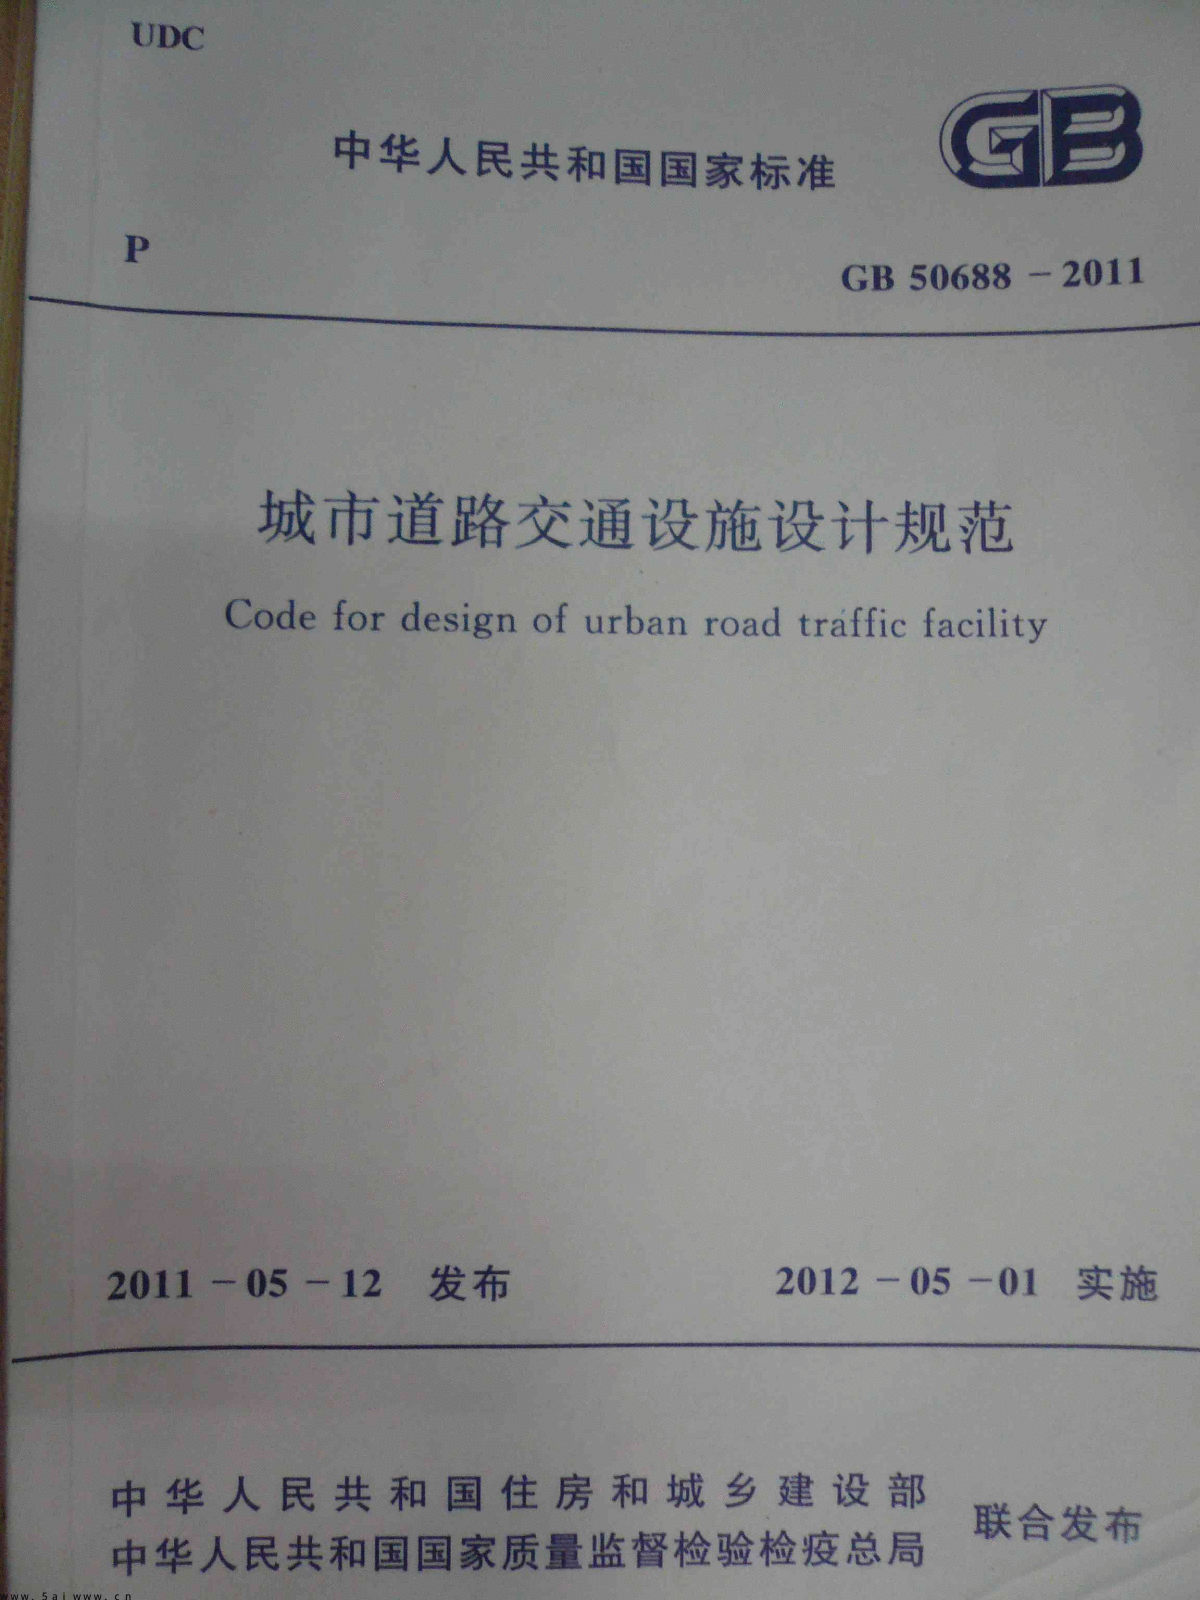 UDC
中华人民共和国国家标准
GB
P
GB 50688－2011
城市道路交通设施设计规范
Code for design of urban road traffic facility
2011－05－12 发布
2012－05－01 实施
中华人民共和国住房和城乡建设部
中华人民共和国国家质量监督检验检疫总局
联合发布
www.5aiwww.cn